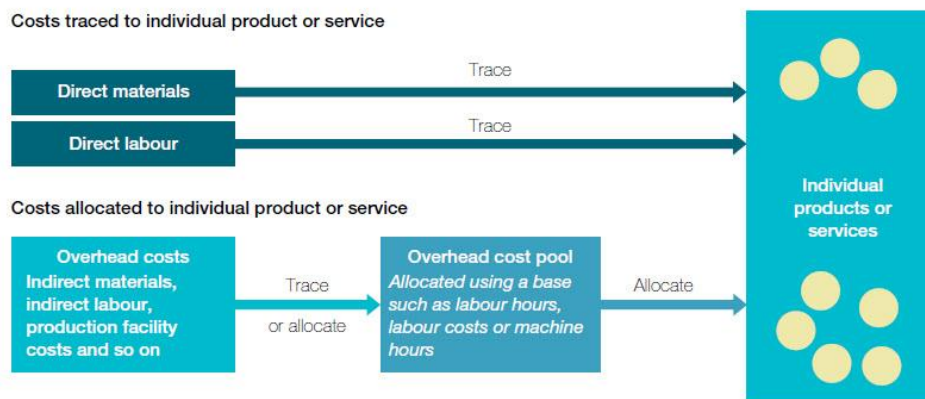 Costs traced to individual product or service
Direct materials
Trace
Direct labour
Trace
Individual
products or
services
Costs allocated to individual product or service
Overhead costs
Indirect materials,
indirect labour,
production facility
costs and so on
Trace
or allocate
Overhead cost pool
Allocated using a base
such as labour hours,
labour costs or machine
hours
Allocate